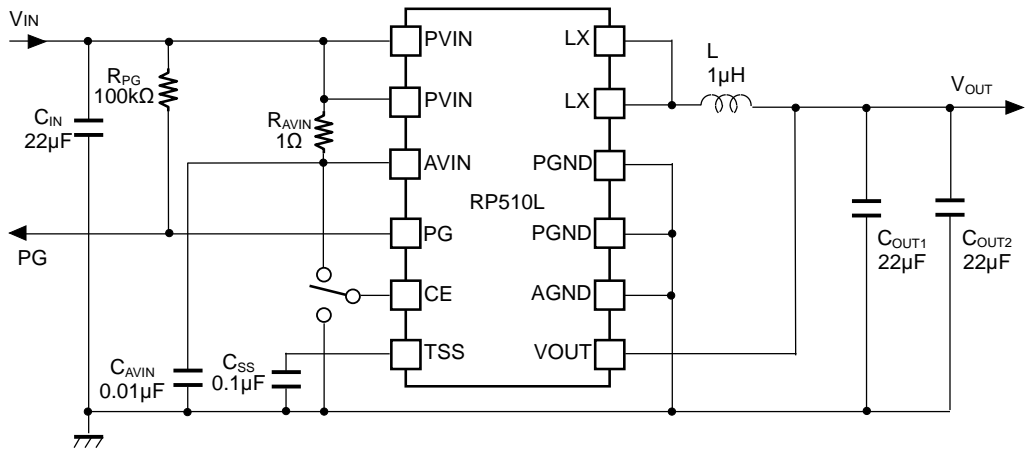 VIN
PVIN
LX
L
1µH
RPG
100kΩ
VOUT
CIN
22µF
PVIN
LX
RAVIN
1Ω
AVIN
PGND
RP510L
PG
PG
PGND
COUT1
22µF
COUT2
22µF
CE
AGND
TSS
VOUT
CAVIN
0.01µF
CSS
0.1µF